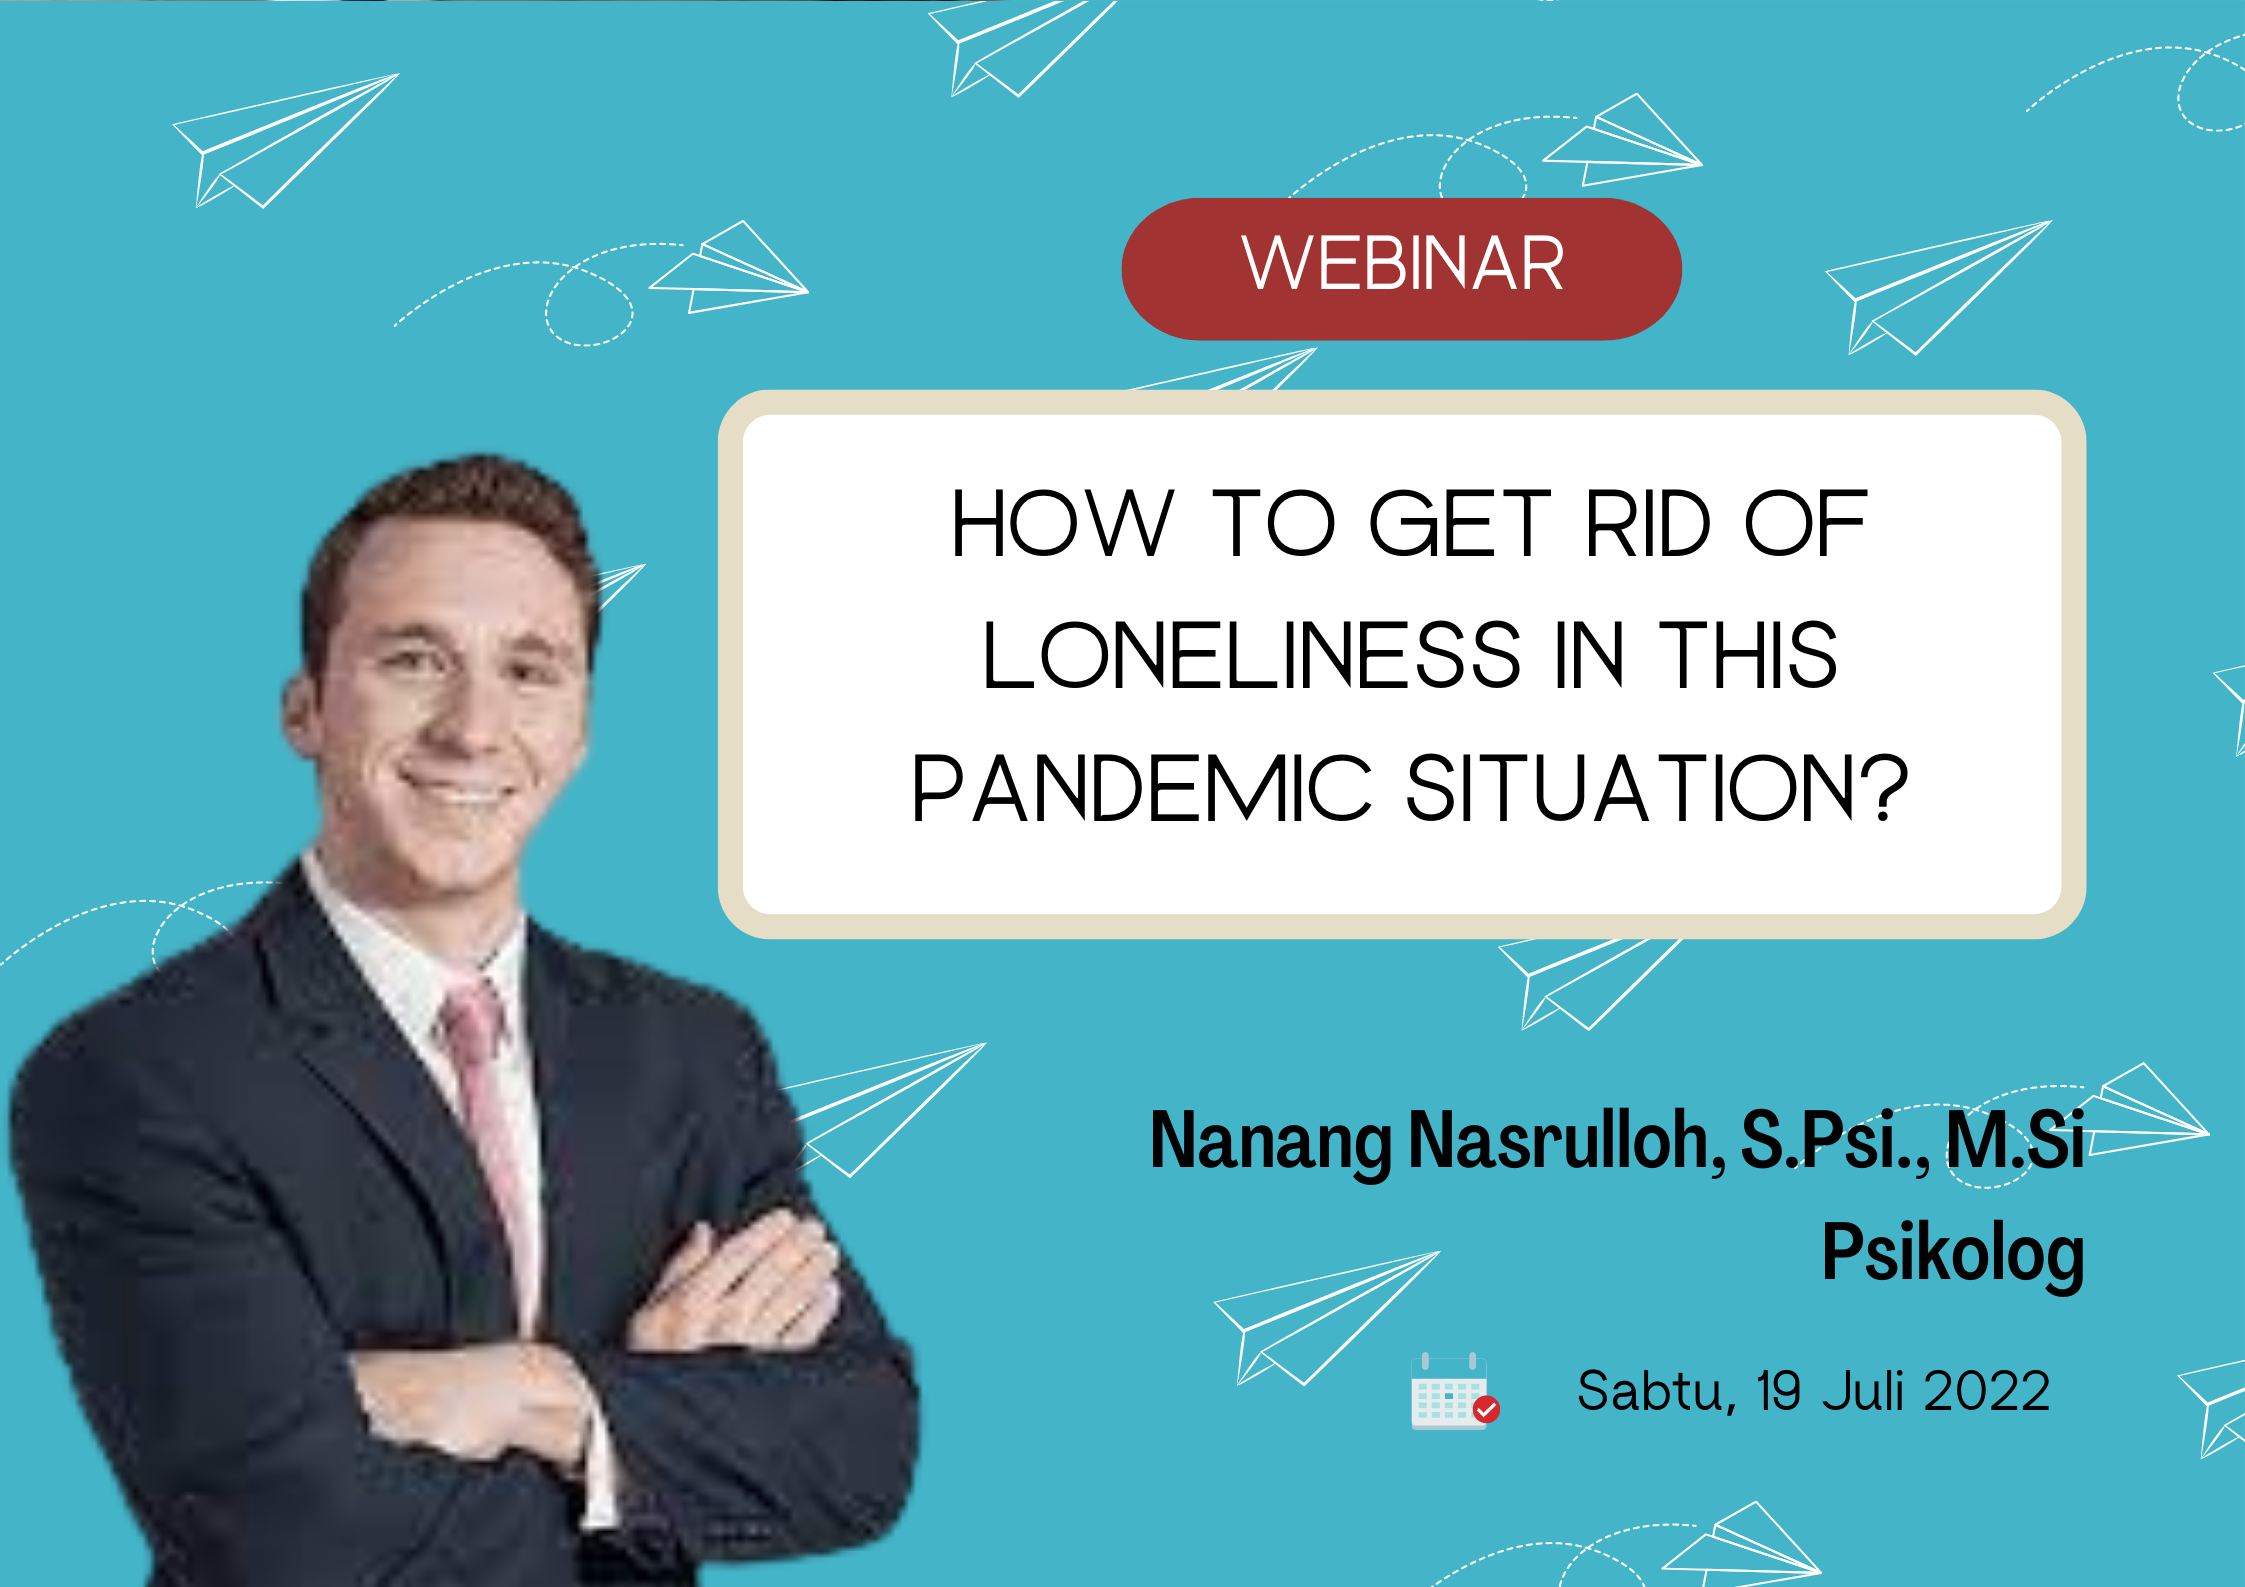 WEBINAR
HOW TO GET RID OF
LONELINESS IN THIS
PANDEMIC SITUATION?
Nanang Nasrulloh, S.Psi., M.Si
Psikolog
Sabtu, 19 Juli 2022